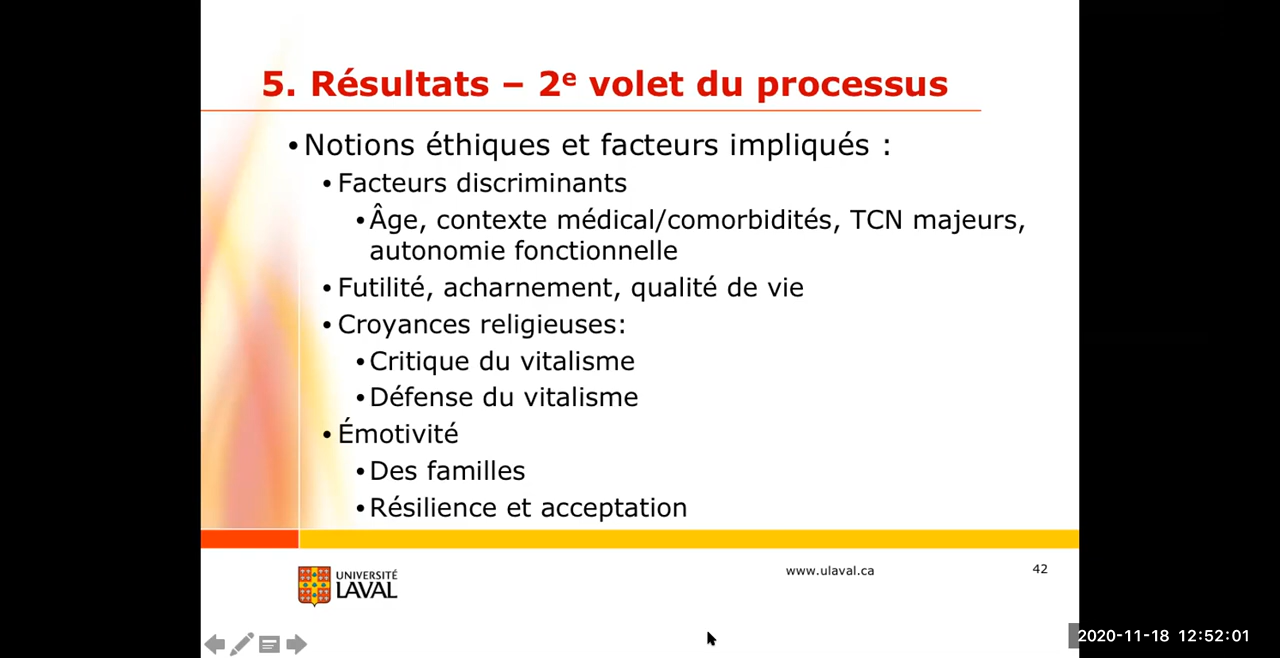 5. Résultats – 2e volet du processus
• Notions éthiques et facteurs impliqués :
• Facteurs discriminants
• Âge, contexte médical/comorbidités, TCN majeurs,
autonomie fonctionnelle
• Futilité, acharnement, qualité de vie
• Croyances religieuses:
• Critique du vitalisme
• Défense du vitalisme
• Émotivité
• Des familles
• Résilience et acceptation
UNIVERSITÉ
LAVAL
www.ulaval.ca
42
2020-11-18 12:52:01